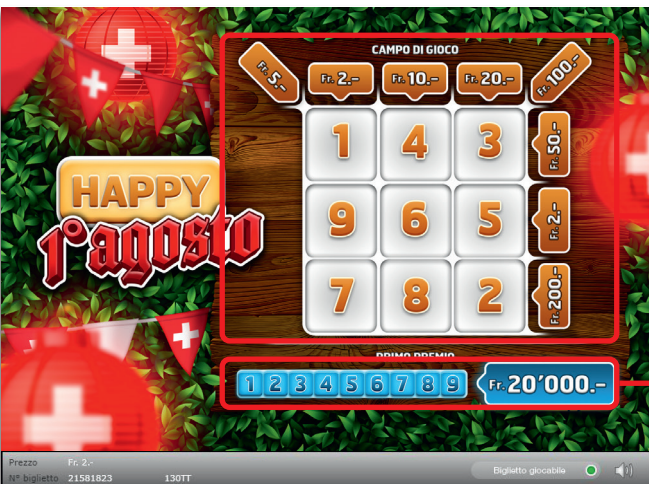 CAMPO DI GIOCO
Fr. 5.- Fr. 2.- Fr. 10.- Fr. 20.- Fr. 100.-
1 4 3 Fr. 50.-
HAPPY
1° agosto
9 6 5 Fr. 2.-
7 8 2 Fr. 200.-
PRIMO PREMIO
1 2 3 4 5 6 7 8 9 Fr. 20'000.-
Prezzo Fr. 2.-
Biglietto giocabile
N° biglietto 21581823 130TT